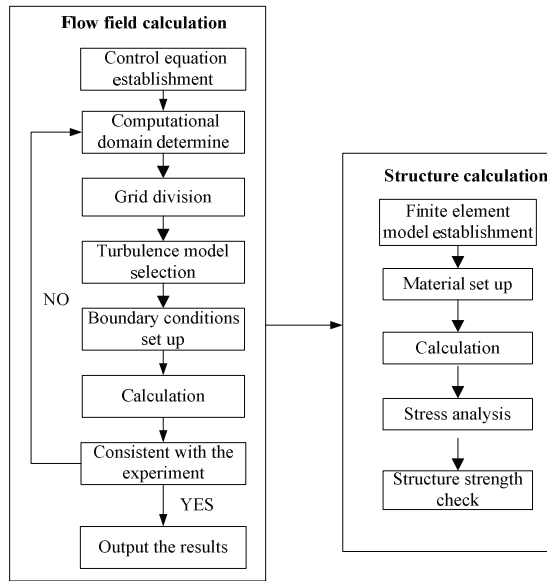 Flow field calculation
Control equation
establishment
Computational
domain determine
Grid division
Turbulence model
selection
NO
Boundary conditions
set up
Calculation
Consistent with the
experiment
YES
Output the results
Structure calculation
Finite element
model establishment
Material set up
Calculation
Stress analysis
Structure strength
check